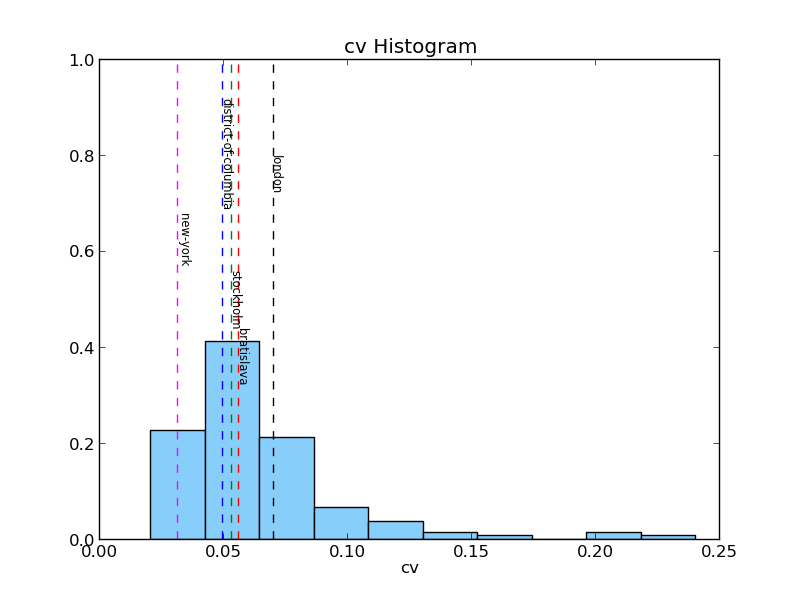 cv Histogram
1.0
0.8
0.6
0.4
0.2
0.0
district-of-columbia
london
new-york
stockholm
bratislava
0.00
0.05
0.10
0.15
0.20
0.25
cv